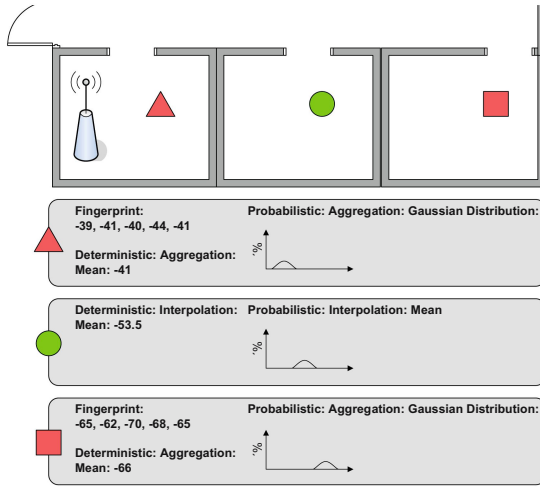 Fingerprint:
-39, -41, -40, -44, -41
Deterministic: Aggregation:
Mean: -41
Probabilistic: Aggregation: Gaussian Distribution:
%.
Deterministic: Interpolation:
Mean: -53.5
Probabilistic: Interpolation: Mean
%.
Fingerprint:
-65, -62, -70, -68, -65
Deterministic: Aggregation:
Mean: -66
Probabilistic: Aggregation: Gaussian Distribution:
%.